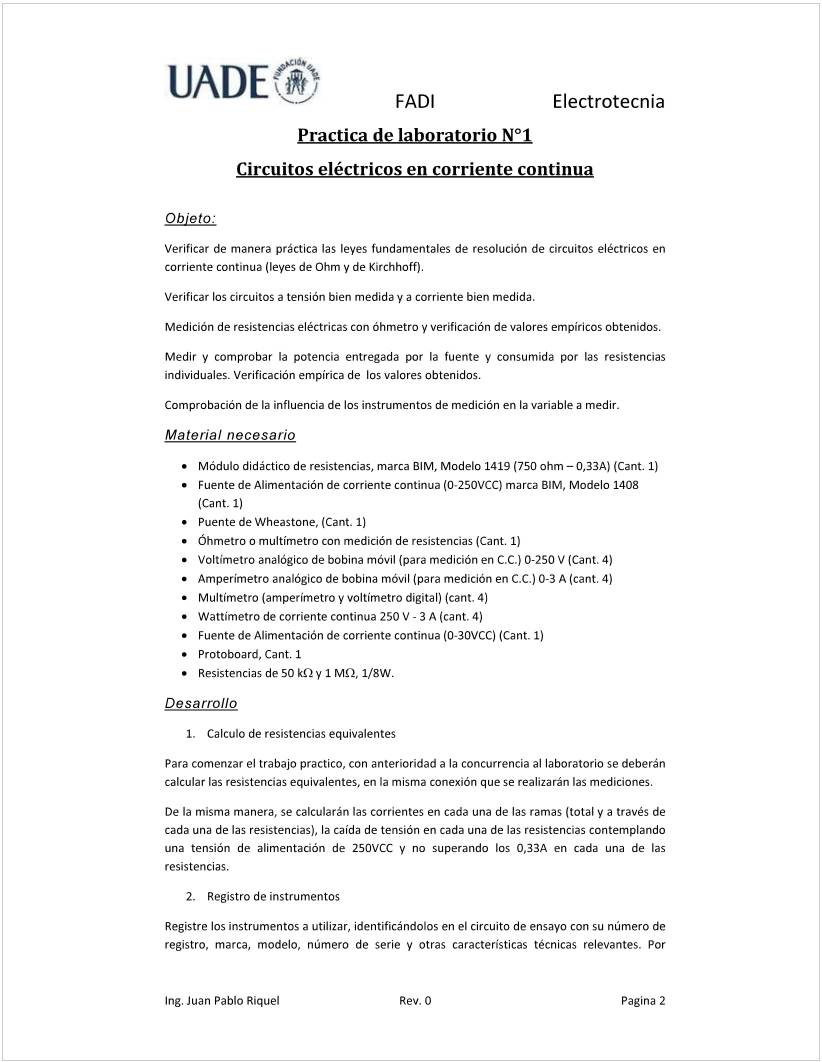 UADE FUNDACIÓN UADE
FADI Electrotecnia
Practica de laboratorio N°1
Circuitos eléctricos en corriente continua
Objeto:
Verificar de manera práctica las leyes fundamentales de resolución de circuitos eléctricos en
corriente continua (leyes de Ohm y de Kirchhoff).
Verificar los circuitos a tensión bien medida y a corriente bien medida.
Medición de resistencias eléctricas con óhmetro y verificación de valores empíricos obtenidos.
Medir y comprobar la potencia entregada por la fuente y consumida por las resistencias
individuales. Verificación empírica de los valores obtenidos.
Comprobación de la influencia de los instrumentos de medición en la variable a medir.
Material necesario
• Módulo didáctico de resistencias, marca BIM, Modelo 1419 (750 ohm – 0,33A) (Cant. 1)
• Fuente de Alimentación de corriente continua (0-250VCC) marca BIM, Modelo 1408
(Cant. 1)
• Puente de Wheastone, (Cant. 1)
• Óhmetro o multímetro con medición de resistencias (Cant. 1)
• Voltímetro analógico de bobina móvil (para medición en C.C.) 0-250 V (Cant. 4)
• Amperímetro analógico de bobina móvil (para medición en C.C.) 0-3 A (cant. 4)
• Multímetro (amperímetro y voltímetro digital) (cant. 4)
• Wattímetro de corriente continua 250 V - 3 A (cant. 4)
• Fuente de Alimentación de corriente continua (0-30VCC) (Cant. 1)
• Protoboard, Cant. 1
• Resistencias de 50 kΩ y 1 MΩ, 1/8W.
Desarrollo
1. Calculo de resistencias equivalentes
Para comenzar el trabajo practico, con anterioridad a la concurrencia al laboratorio se deberán
calcular las resistencias equivalentes, en la misma conexión que se realizarán las mediciones.
De la misma manera, se calcularán las corrientes en cada una de las ramas (total y a través de
cada una de las resistencias), la caída de tensión en cada una de las resistencias contemplando
una tensión de alimentación de 250VCC y no superando los 0,33A en cada una de las
resistencias.
2. Registro de instrumentos
Registre los instrumentos a utilizar, identificándolos en el circuito de ensayo con su número de
registro, marca, modelo, número de serie y otras características técnicas relevantes. Por
Ing. Juan Pablo Riquel Rev. 0 Pagina 2